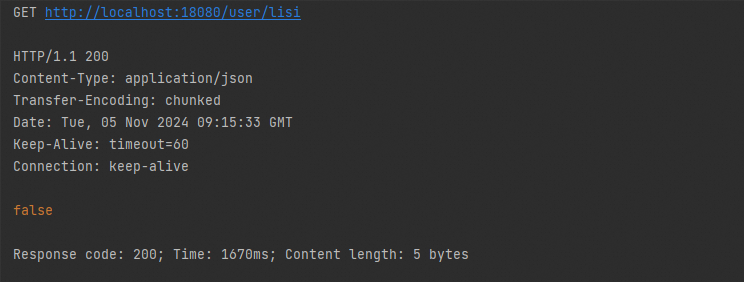 GET http://localhost:18080/user/lisi
HTTP/1.1 200
Content-Type: application/json
Transfer-Encoding: chunked
Date: Tue, 05 Nov 2024 09:15:33 GMT
Keep-Alive: timeout=60
Connection: keep-alive
false
Response code: 200; Time: 1670ms; Content length: 5 bytes